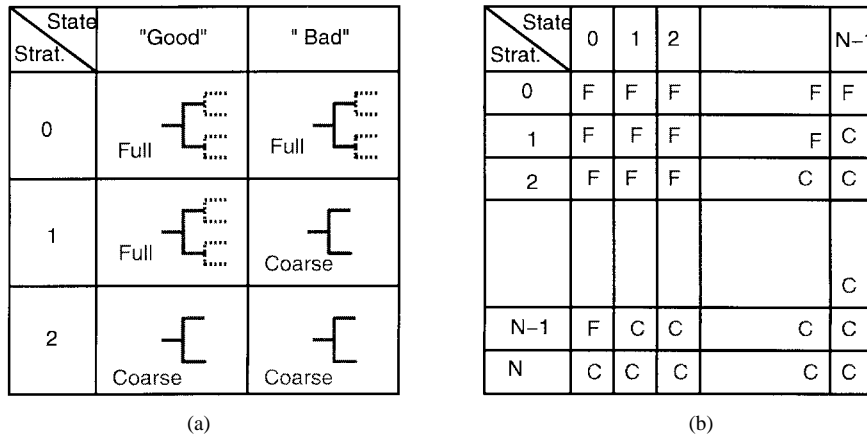 State
Strat.
"Good"
" Bad"
0
Full
Full
1
Full
Coarse
2
Coarse
Coarse
(a)
State
Strat.
0 1 2 N-1
0 F F F F F
1 F F F F C
2 F F F C C
C
N-1 F C C C C
N C C C C C
(b)